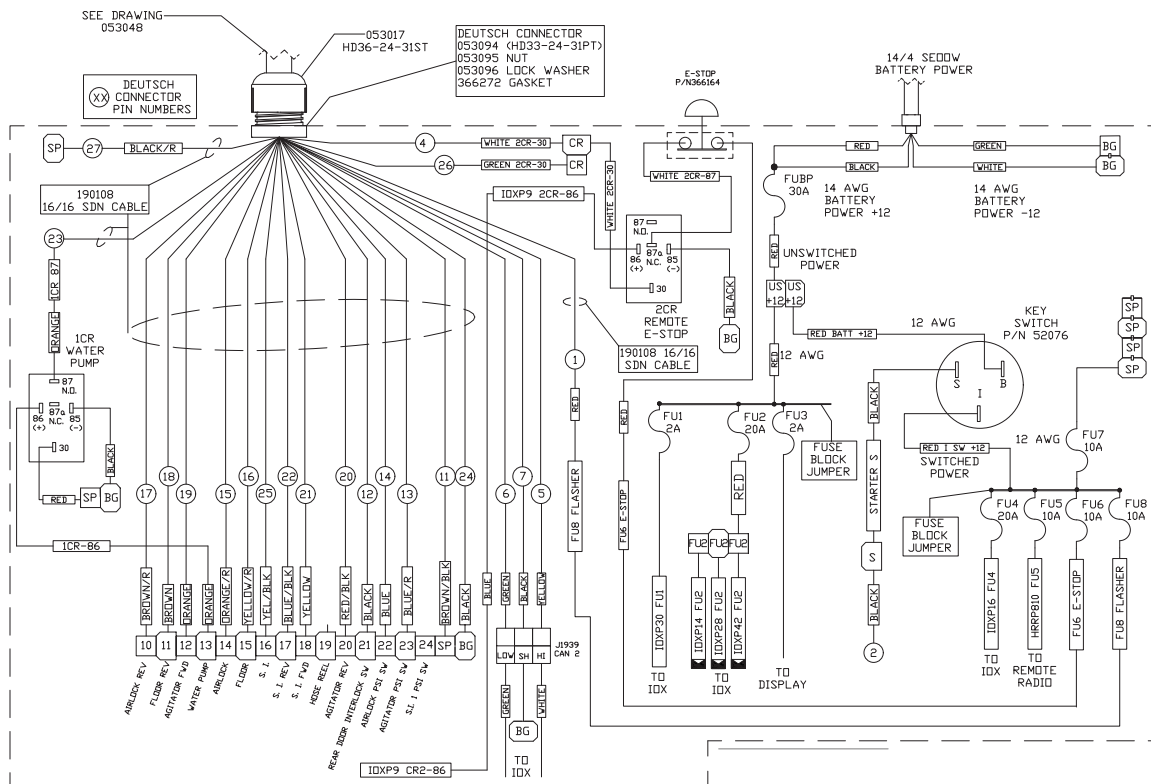 SEE DRAWING
053048
053017
HD36-24-31ST
DEUTSCH CONNECTOR
053094 (HD33-24-31PT)
053095 NUT
053096 LOCK WASHER
366272 GASKET
XX
DEUTSCH
CONNECTOR
PIN NUMBERS
E-STOP
P/N366164
14/4 SEOOW
BATTERY POWER
SP
27
BLACK/R
4
WHITE 2CR-30
CR
26
GREEN 2CR-30
CR
RED
BLACK
GREEN
WHITE
BG
BG
FUBP
30A
14 AWG
BATTERY
POWER +12
14 AWG
BATTERY
POWER -12
190108
16/16 SDN CABLE
IOXP9 2CR-86
WHITE 2CR-30
WHITE 2CR-87
87
N.O.
86
(+)
87a
N.C.
85
(-)
30
BLACK
BG
2CR
REMOTE
E-STOP
RED
UNSWITCHED
POWER
US
+12
US
+12
RED BATT +12
12 AWG
KEY
SWITCH
P/N 52076
S
B
I
SP
SP
SP
SP
23
1CR 87
ORANGE
1CR
WATER
PUMP
87
N.O.
86
(+)
87a
N.C.
85
(-)
30
BLACK
RED
SP
BG
1CR-86
190108 16/16
SDN CABLE
1
RED
RED
RED
12 AWG
FU1
2A
FU2
20A
FU3
2A
FUSE
BLOCK
JUMPER
RED
BLACK
STARTER S
S
BLACK
2
RED I SW +12
SWITCHED
POWER
12 AWG
FU7
10A
FUSE
BLOCK
JUMPER
FU4
20A
FU5
10A
FU6
10A
FU8
10A
17
18
19
15
16
25
22
21
20
12
14
13
11
24
6
7
5
FU8 FLASHER
FU6 E-STOP
FU2
FU2
FU2
IOXP30 FU1
IOXP14 FU2
IOXP28 FU2
IOXP42 FU2
IOXP16 FU4
HRRP810 FU5
FU6 E-STOP
FU8 FLASHER
BROWN/R
BROWN
ORANGE
ORANGE
ORANGE/R
YELLOW/R
YEL/BLK
BLUE/BLK
YELLOW
RED/BLK
BLACK
BLUE
BLUE/R
BROWN/BLK
BLACK
BLUE
GREEN
BLACK
YELLOW
10
11
12
13
14
15
16
17
18
19
20
21
22
23
24
SP
BG
J1939
CAN 2
LOW
SH
HI
AIRLOCK REV
FLOOR REV
AGITATOR FWD
WATER PUMP
AIRLOCK
FLOOR
S. I.
S. I. REV
S. I. FWD
HOSE REEL
AGITATOR REV
REAR DOOR INTERLOCK SW
AIRLOCK PSI SW
AGITATOR PSI SW
S.I. 1 PSI SW
GREEN
WHITE
BG
TO
IOX
TO
IOX
TO
IOX
TO
DISPLAY
TO
IOX
TO
REMOTE
RADIO
IOXP9 CR2-86